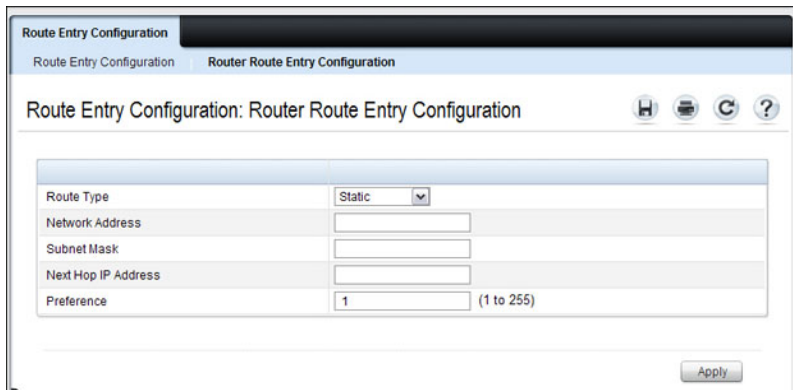 Route Entry Configuration
Route Entry Configuration Router Route Entry Configuration
Route Entry Configuration: Router Route Entry Configuration ?
Route Type Static
Network Address
Subnet Mask
Next Hop IP Address
Preference 1 (1 to 255)
Apply